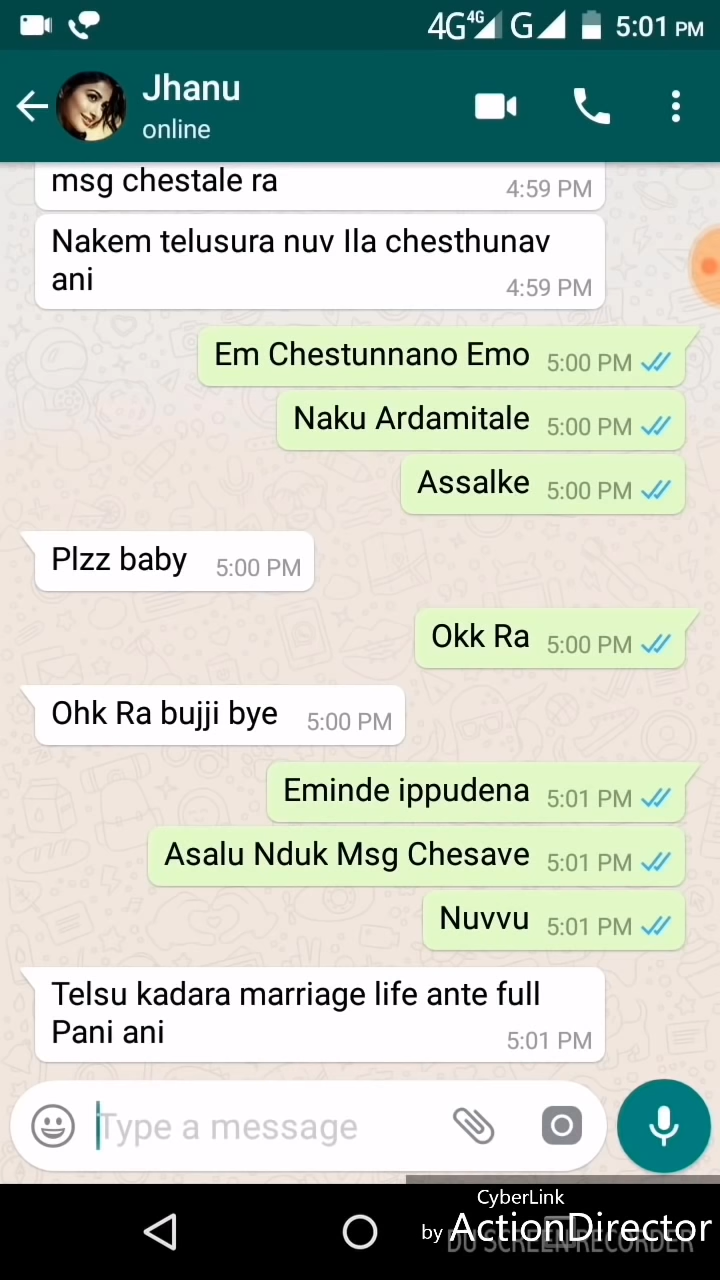 4G 4G G 5:01 PM
Jhanu
online
msg chestale ra
4:59 PM
Nakem telusura nuv Ila chesthunav
ani
4:59 PM
Em Chestunnano Emo 5:00 PM
Naku Ardamitale 5:00 PM
Assalke 5:00 PM
Plzz baby 5:00 PM
Okk Ra 5:00 PM
Ohk Ra bujji bye 5:00 PM
Eminde ippudena 5:01 PM
Asalu Nduk Msg Chesave 5:01 PM
Nuvvu 5:01 PM
Telsu kadara marriage life ante full
Pani ani
5:01 PM
Type a message
CyberLink
by ActionDirector
DU SCREEN RECORDER